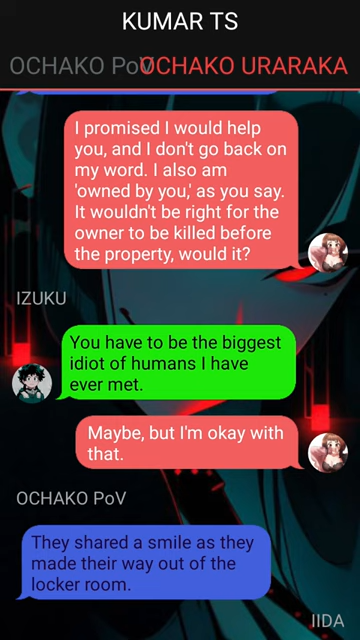 KUMAR TS
OCHAKO PoV
OCHAKO URARAKA
I promised I would help
you, and I don't go back on
my word. I also am
'owned by you,' as you say.
It wouldn't be right for the
owner to be killed before
the property, would it?
IZUKU
You have to be the biggest
idiot of humans I have
ever met.
Maybe, but I'm okay with
that.
OCHAKO PoV
They shared a smile as they
made their way out of the
locker room.
IIDA